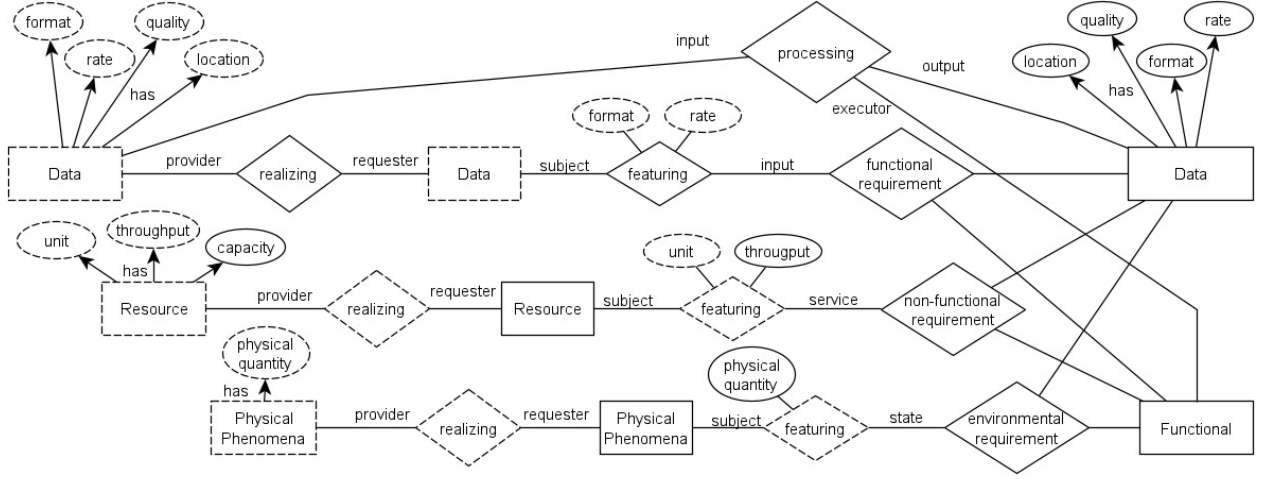 format
quality
rate
location
has
input
processing
output
executor
quality
rate
location
format
has
Data
provider
realizing
requester
Data
subject
format
rate
featuring
input
functional
requirement
Data
unit
throughput
capacity
has
Resource
provider
realizing
requester
Resource
subject
unit
througput
featuring
service
non-functional
requirement
physical
quantity
has
Physical
Phenomena
provider
realizing
requester
Physical
Phenomena
subject
physical
quantity
featuring
state
environmental
requirement
Functional